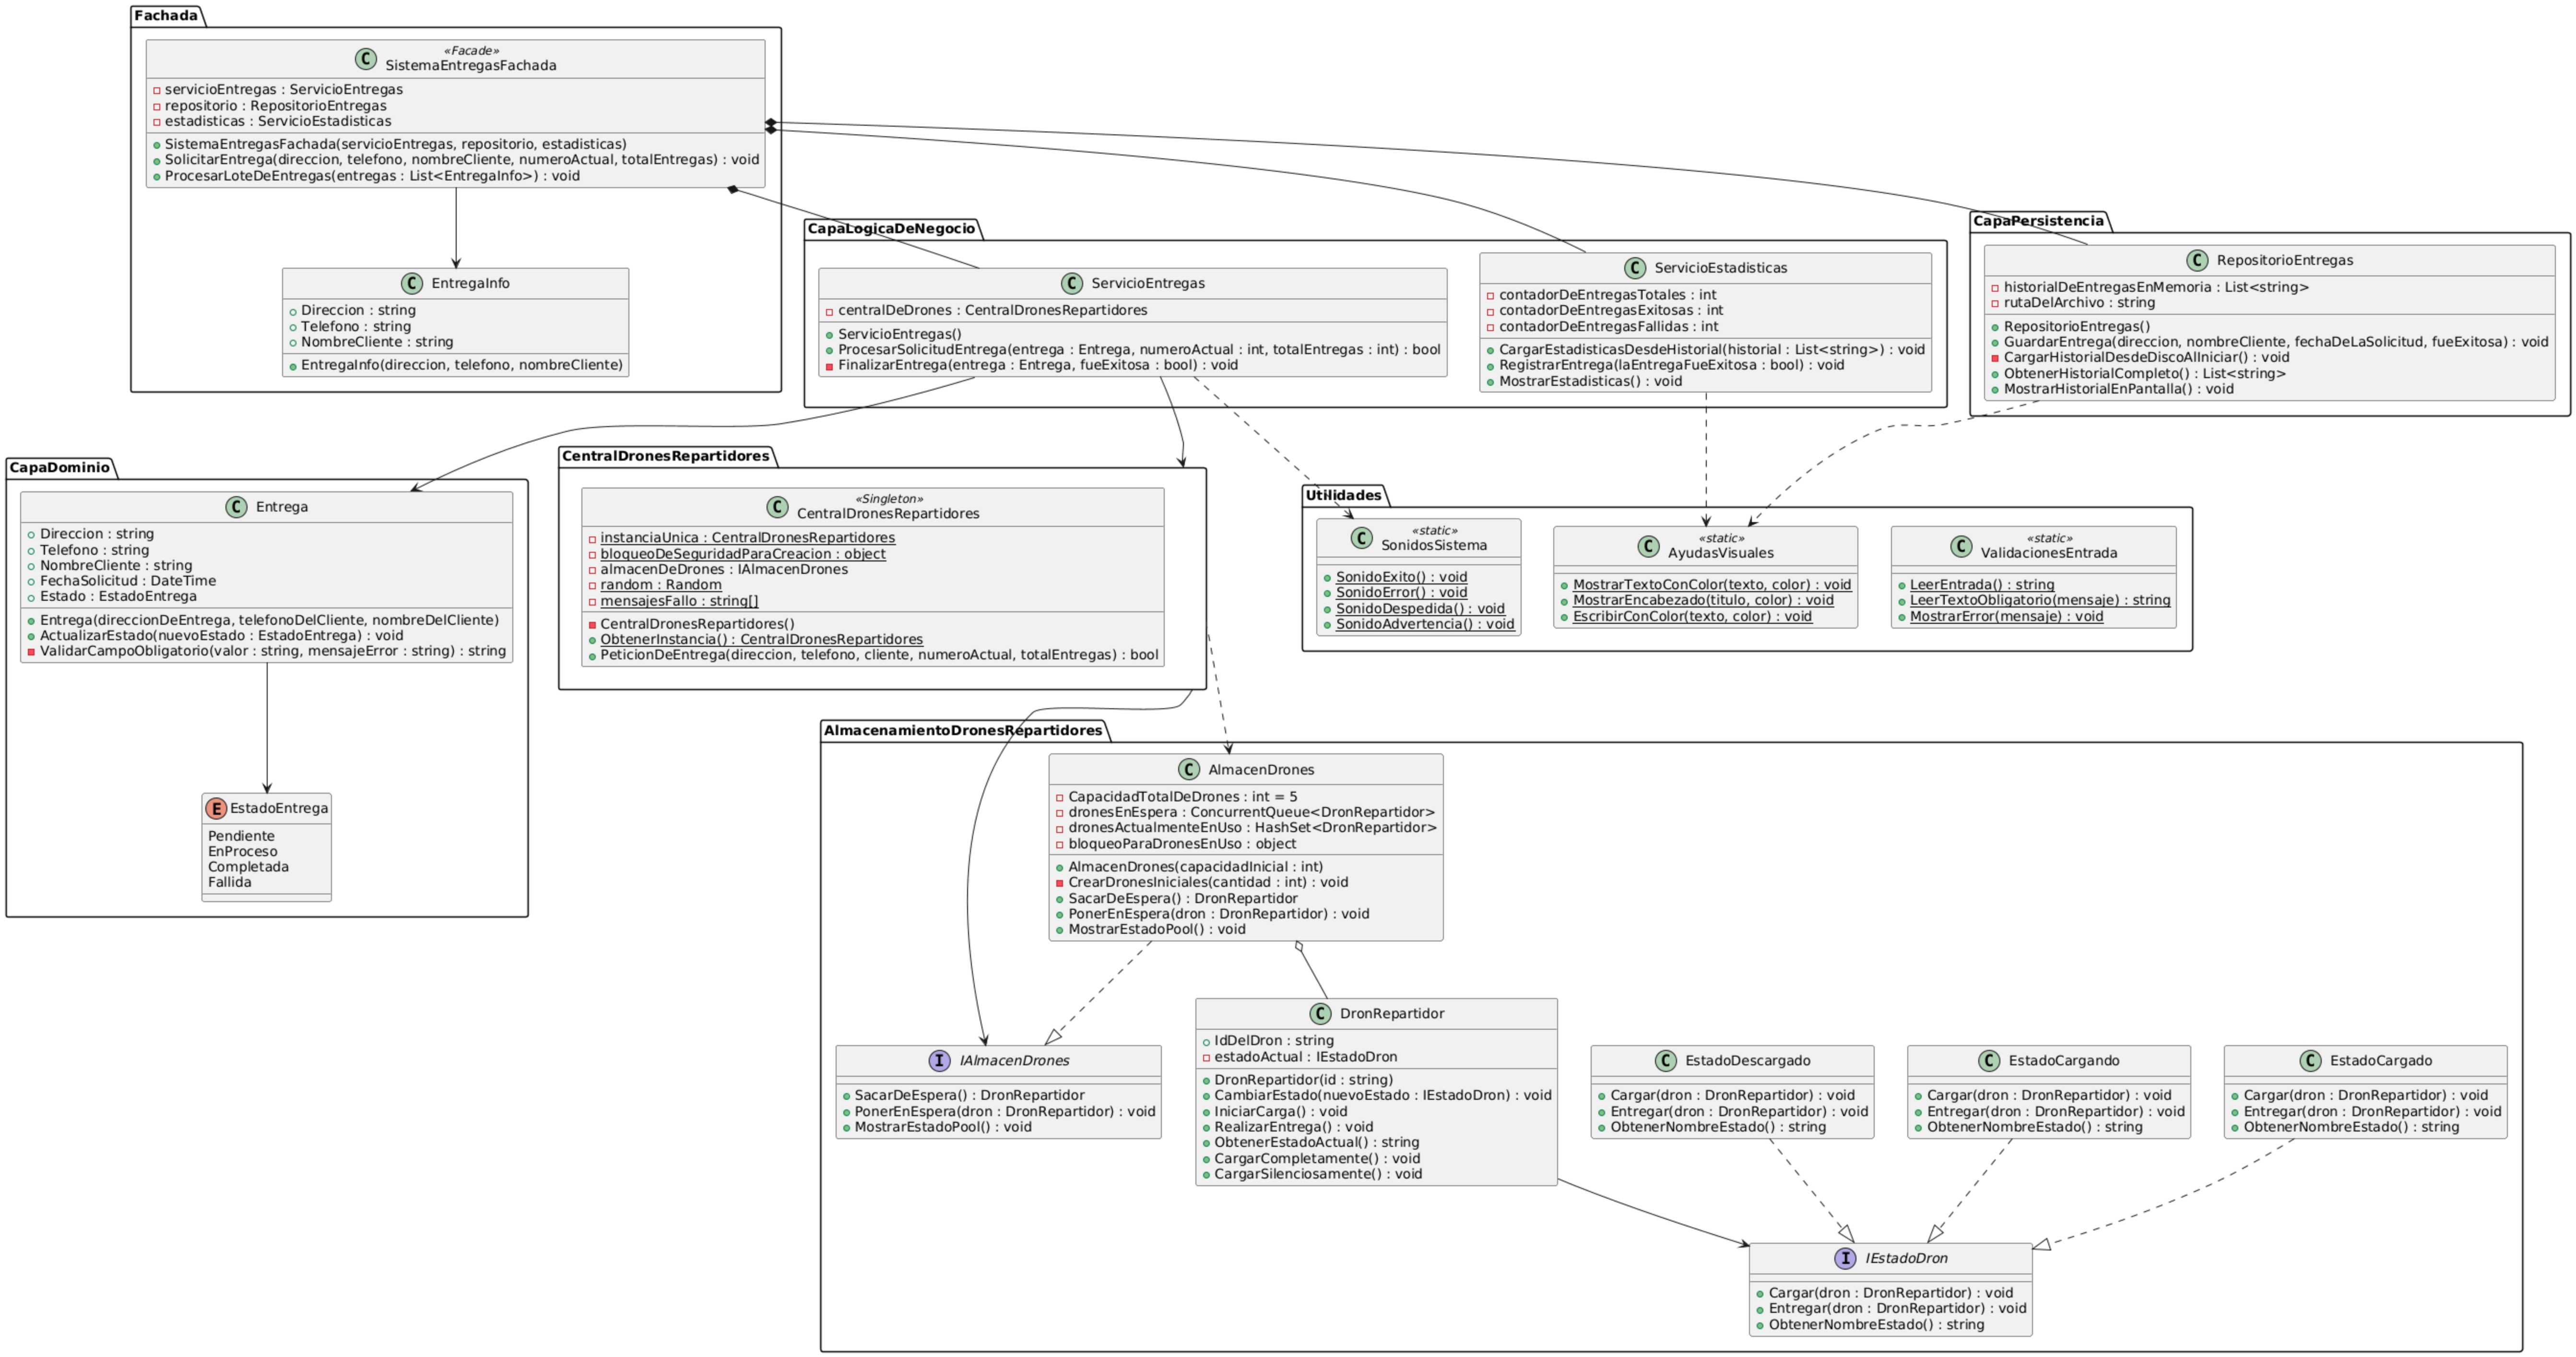 Fachada
«Facade»
SistemaEntregasFachada
servicioEntregas : ServicioEntregas
repositorio : RepositorioEntregas
estadisticas : ServicioEstadisticas
SistemaEntregasFachada(servicioEntregas, repositorio, estadisticas)
SolicitarEntrega(direccion, telefono, nombreCliente, numeroActual, totalEntregas) : void
ProcesarLoteDeEntregas(entregas : List<EntregaInfo>) : void
EntregaInfo
Direccion : string
Telefono : string
NombreCliente : string
EntregaInfo(direccion, telefono, nombreCliente)
CapaLogicaDeNegocio
ServicioEntregas
centralDeDrones : CentralDronesRepartidores
ServicioEntregas()
ProcesarSolicitudEntrega(entrega : Entrega, numeroActual : int, totalEntregas : int) : bool
FinalizarEntrega(entrega : Entrega, fueExitosa : bool) : void
ServicioEstadisticas
contadorDeEntregasTotales : int
contadorDeEntregasExitosas : int
contadorDeEntregasFallidas : int
CargarEstadisticasDesdeHistorial(historial : List<string>) : void
RegistrarEntrega(laEntregaFueExitosa : bool) : void
MostrarEstadisticas() : void
CapaPersistencia
RepositorioEntregas
historialDeEntregasEnMemoria : List<string>
rutaDelArchivo : string
RepositorioEntregas()
GuardarEntrega(direccion, nombreCliente, fechaDeLaSolicitud, fueExitosa) : void
CargarHistorialDesdeDiscoAlIniciar() : void
ObtenerHistorialCompleto() : List<string>
MostrarHistorialEnPantalla() : void
CapaDominio
Entrega
Direccion : string
Telefono : string
NombreCliente : string
FechaSolicitud : DateTime
Estado : EstadoEntrega
Entrega(direccionDeEntrega, telefonoDelCliente, nombreDelCliente)
ActualizarEstado(nuevoEstado : EstadoEntrega) : void
ValidarCampoObligatorio(valor : string, mensajeError : string) : string
EstadoEntrega
Pendiente
EnProceso
Completada
Fallida
CentralDronesRepartidores
«Singleton»
CentralDronesRepartidores
instanciaUnica : CentralDronesRepartidores
bloqueoDeSeguridadParaCreacion : object
almacenDeDrones : IAlmacenDrones
random : Random
mensajesFallo : string[]
CentralDronesRepartidores()
ObtenerInstancia() : CentralDronesRepartidores
PeticionDeEntrega(direccion, telefono, cliente, numeroActual, totalEntregas) : bool
Utilidades
«static»
SonidosSistema
SonidoExito() : void
SonidoError() : void
SonidoDespedida() : void
SonidoAdvertencia() : void
«static»
AyudasVisuales
MostrarTextoConColor(texto, color) : void
MostrarEncabezado(titulo, color) : void
EscribirConColor(texto, color) : void
«static»
ValidacionesEntrada
LeerEntrada() : string
LeerTextoObligatorio(mensaje) : string
MostrarError(mensaje) : void
AlmacenamientoDronesRepartidores
AlmacenDrones
CapacidadTotalDeDrones : int = 5
dronesEnEspera : ConcurrentQueue<DronRepartidor>
dronesActualmenteEnUso : HashSet<DronRepartidor>
bloqueoParaDronesEnUso : object
AlmacenDrones(capacidadInicial : int)
CrearDronesIniciales(cantidad : int) : void
SacarDeEspera() : DronRepartidor
PonerEnEspera(dron : DronRepartidor) : void
MostrarEstadoPool() : void
IAlmacenDrones
SacarDeEspera() : DronRepartidor
PonerEnEspera(dron : DronRepartidor) : void
MostrarEstadoPool() : void
DronRepartidor
IdDelDron : string
estadoActual : IEstadoDron
DronRepartidor(id : string)
CambiarEstado(nuevoEstado : IEstadoDron) : void
IniciarCarga() : void
RealizarEntrega() : void
ObtenerEstadoActual() : string
CargarCompletamente() : void
CargarSilenciosamente() : void
EstadoDescargado
Cargar(dron : DronRepartidor) : void
Entregar(dron : DronRepartidor) : void
ObtenerNombreEstado() : string
EstadoCargando
Cargar(dron : DronRepartidor) : void
Entregar(dron : DronRepartidor) : void
ObtenerNombreEstado() : string
EstadoCargado
Cargar(dron : DronRepartidor) : void
Entregar(dron : DronRepartidor) : void
ObtenerNombreEstado() : string
IEstadoDron
Cargar(dron : DronRepartidor) : void
Entregar(dron : DronRepartidor) : void
ObtenerNombreEstado() : string